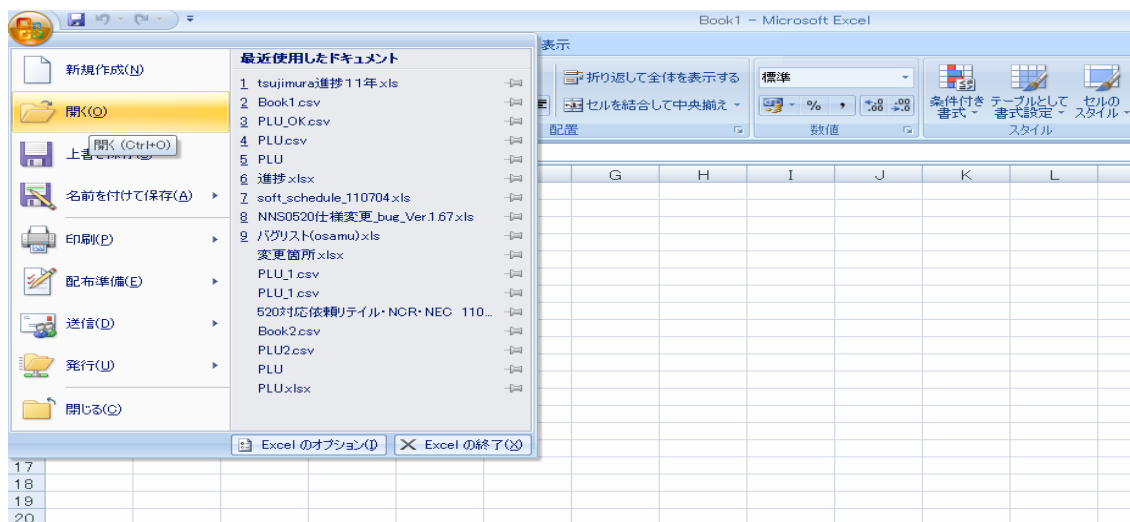 Book1 - Microsoft Excel
表示
新規作成(N)
開く(O)
開く (Ctrl+O)
名前を付けて保存(A)
印刷(P)
配布準備(E)
送信(D)
発行(U)
閉じる(C)
最近使用したドキュメント
1 tsujimura進捗11年.xls
2 Book1.csv
3 PLU_OK.csv
4 PLU.csv
5 PLU
6 進捗.xlsx
7 soft_schedule_110704.xls
8 NNS0520仕様変更_bug_Ver.1.67.xls
9 バグリスト(osamu).xls
変更箇所.xlsx
PLU_1.csv
PLU_1.csv
520対応依頼リテイル・NCR・NEC 110...
Book2.csv
PLU2.csv
PLU
PLU.xlsx
Excel のオプション(I)
Excel の終了(X)
折り返して全体を表示する
セルを結合して中央揃え
配置
標準
%
数値
条件付き書式
テーブルとして書式設定
セルのスタイル
スタイル
G H I J K L
17
18
19
20